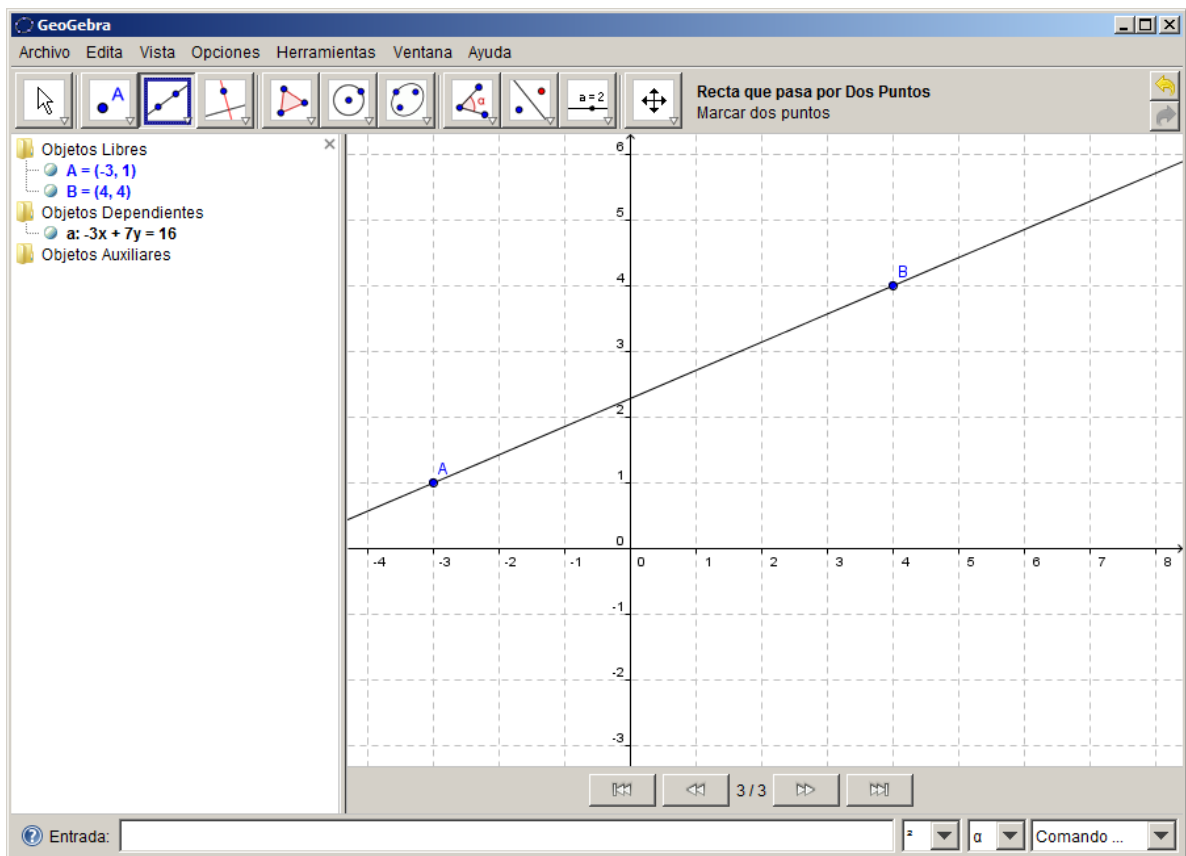 GeoGebra
Archivo Edita Vista Opciones Herramientas Ventana Ayuda
A
α
a = 2
Recta que pasa por Dos Puntos
Marcar dos puntos
Objetos Libres
A = (-3, 1)
B = (4, 4)
Objetos Dependientes
a: -3x + 7y = 16
Objetos Auxiliares
6
5
4
3
2
1
0
-1
-2
-3
-4 -3 -2 -1 0 1 2 3 4 5 6 7 8
A
B
3 / 3
Entrada:
²
α
Comando ...